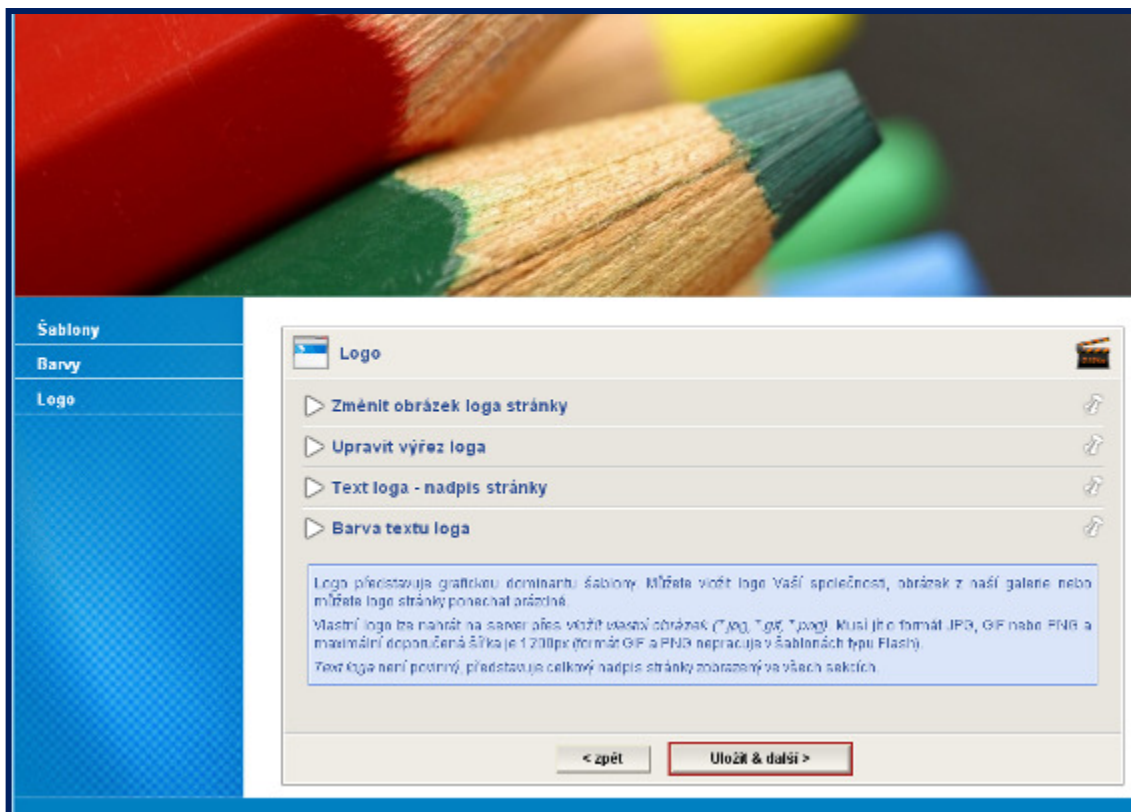 Šablony
Barvy
Logo
Logo
Změnit obrázek loga stránky
Upravit výřez loga
Text loga - nadpis stránky
Barva textu loga
Logo představuje grafickou dominantu šablony. Můžete vložit logo Vaší společnosti, obrázek z naší galerie nebo
můžete logo stránky ponechat prázdné.
Vlastní logo lze nahrát na server přes vložit vlastní obrázek (*.jpg, *.gif, *.png). Musí jít o formát JPG, GIF nebo PNG a
maximální doporučená šířka je 1200px (formát GIF a PNG nepracuje v šablonách typu Flash).
Text loga není povinný, představuje celkový nadpis stránky zobrazený ve všech sekcích.
< zpět
Uložit & další >